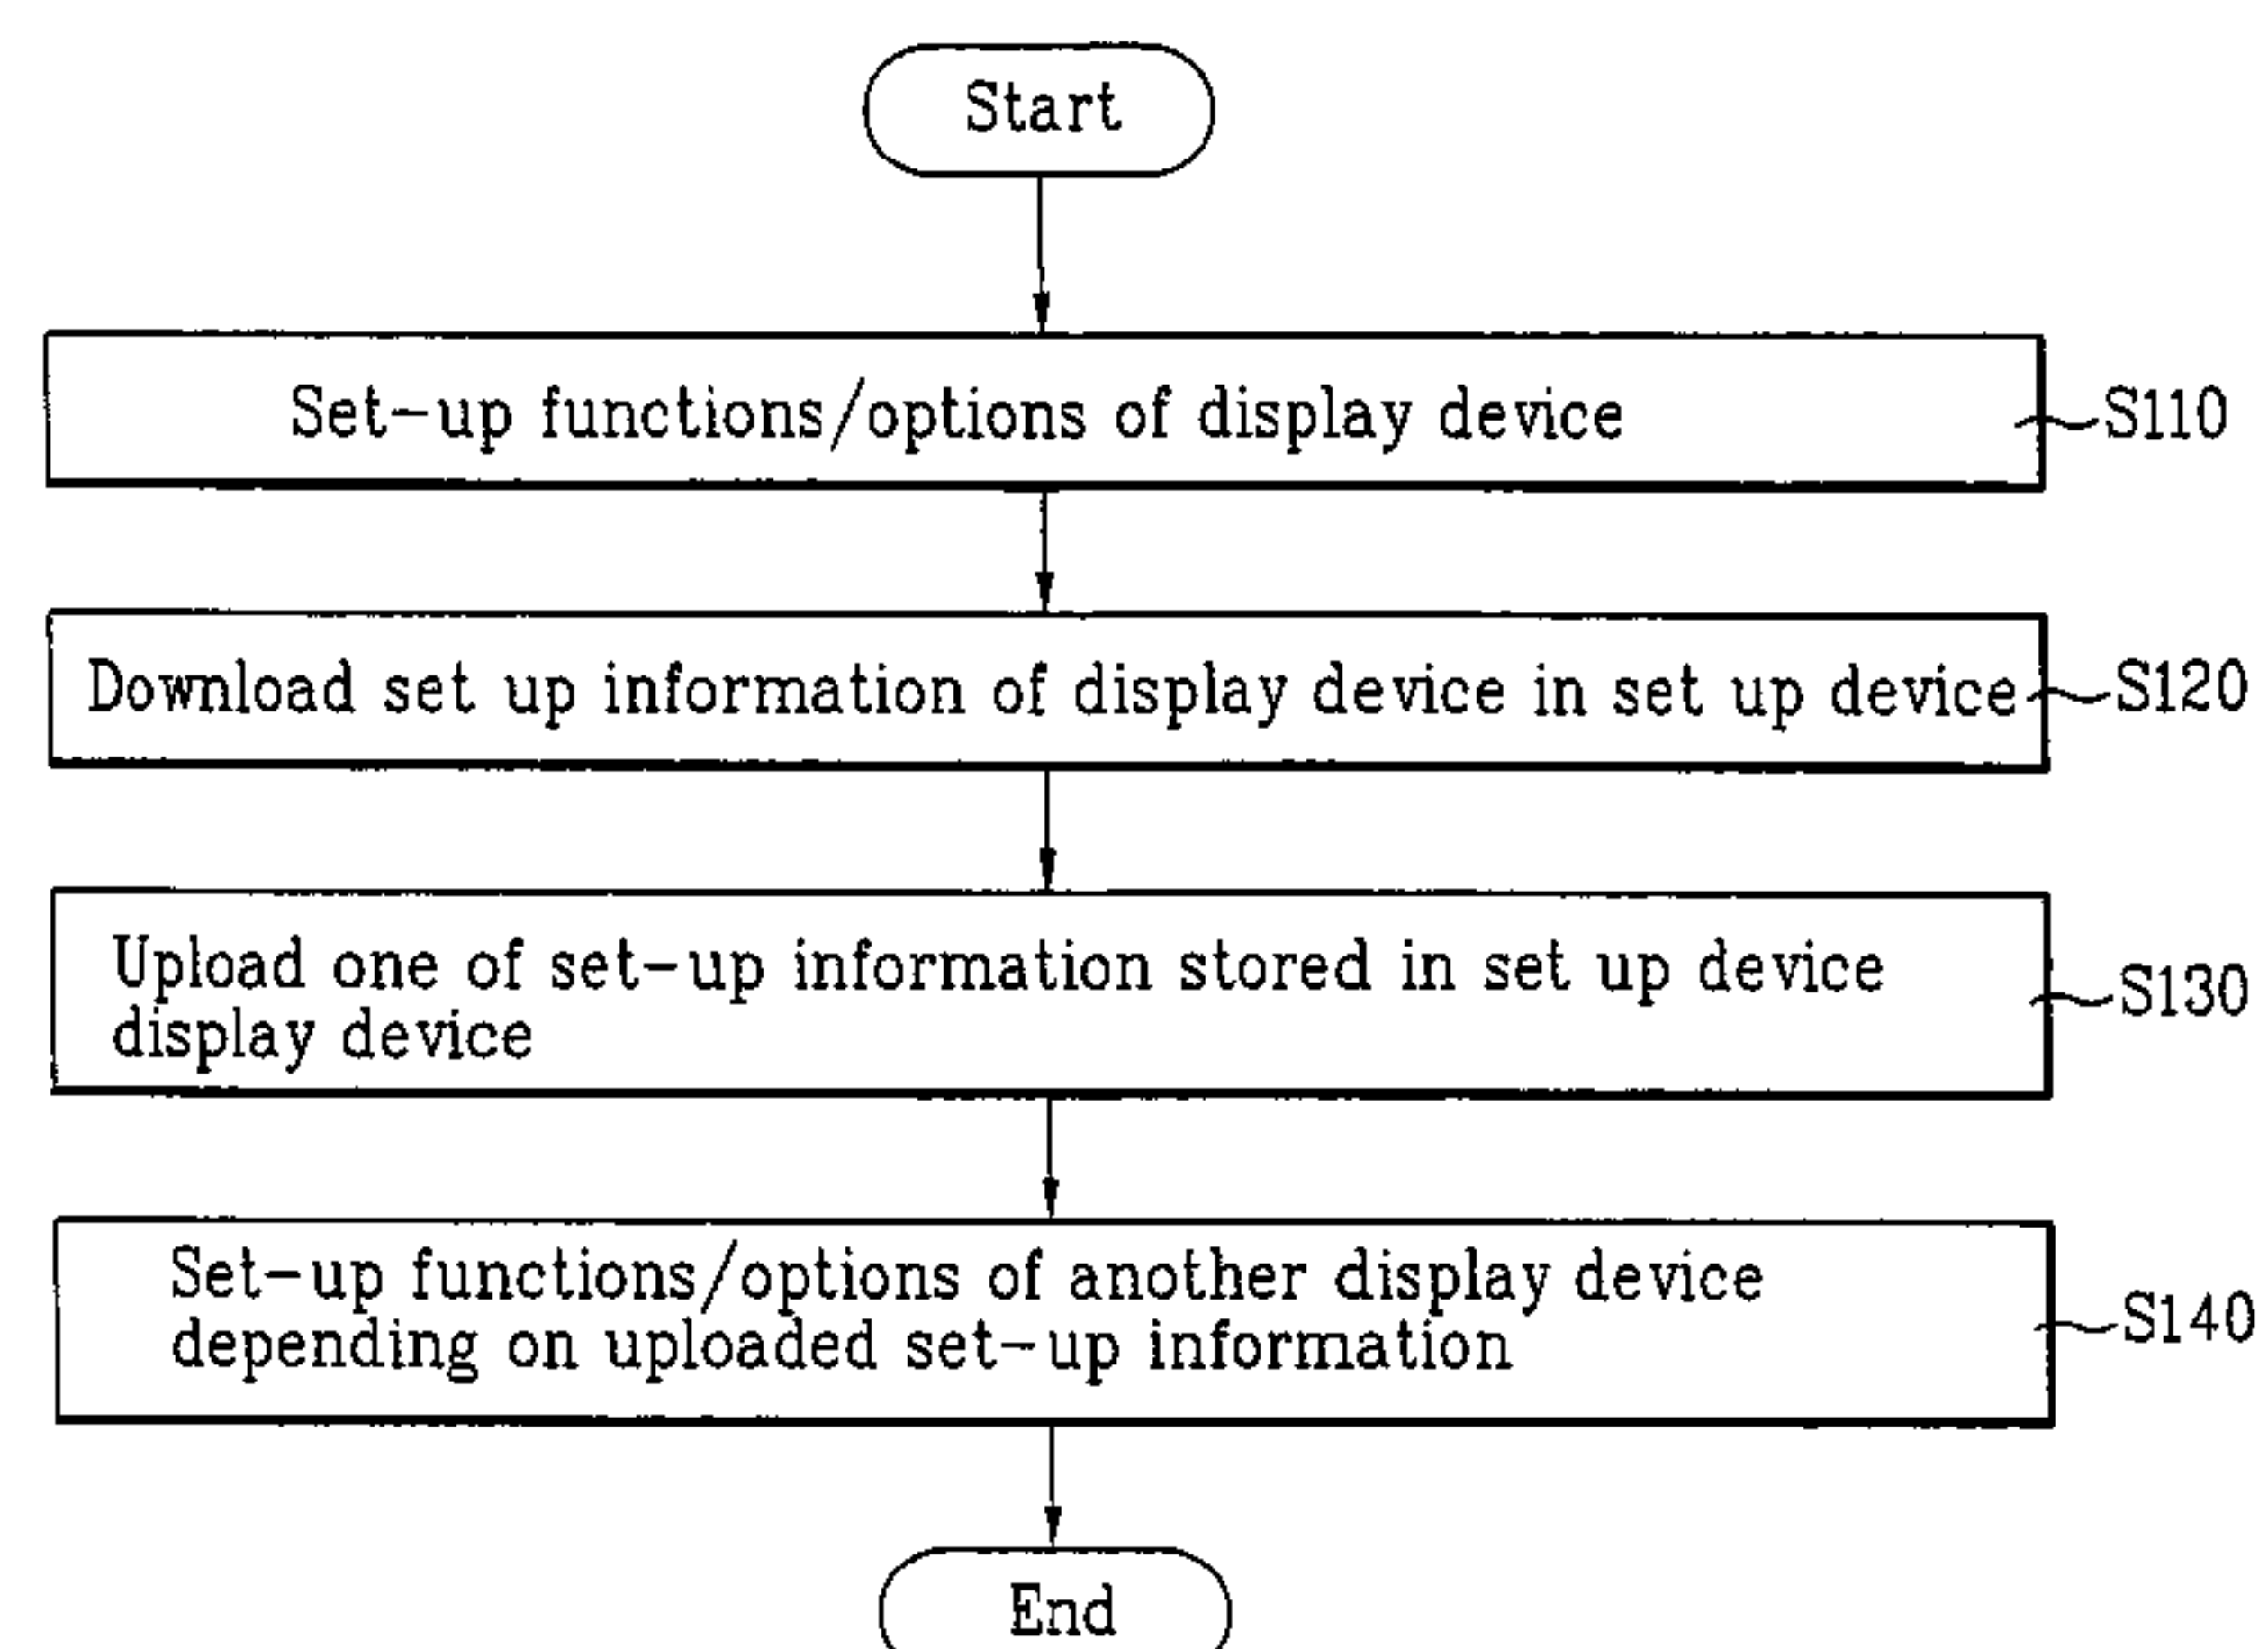 Start
Set-up functions/options of display device
S110
Download set up information of display device in set up device
S120
Upload one of set-up information stored in set up device
display device
S130
Set-up functions/options of another display device
depending on uploaded set-up information
S140
End